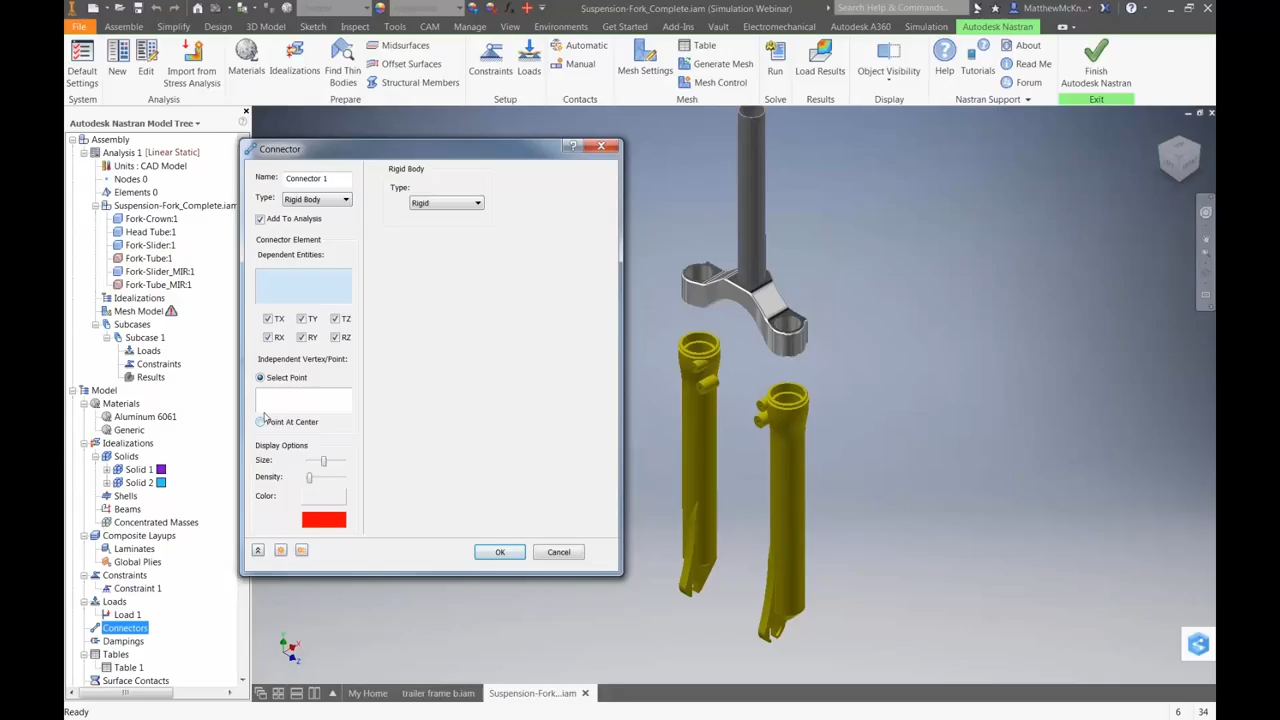 Suspension-Fork_Complete.iam (Simulation Webinar)
Search Help & Commands...
MatthewMcKn...
File Assemble Design 3D Model Sketch Inspect Tools CAM Manage View Environments Get Started Add-Ins Vault Electromechanical Autodesk A360 Simulation Autodesk Nastran
Default Settings
New
Edit
Import from Stress Analysis
Materials
Idealizations
Find Thin Bodies
Midsurfaces
Offset Surfaces
Structural Members
Constraints
Loads
Automatic
Manual
Mesh Settings
Table
Generate Mesh
Mesh Control
Run
Load Results
Object Visibility
Help
Tutorials
About
Read Me
Forum
Finish Autodesk Nastran
System Analysis Prepare Setup Contacts Mesh Solve Results Display Nastran Support Exit
Autodesk Nastran Model Tree
Assembly
Analysis 1 [Linear Static]
Units : CAD Model
Nodes 0
Elements 0
Suspension-Fork_Complete.iam
Fork-Crown:1
Head Tube:1
Fork-Slider:1
Fork-Tube:1
Fork-Slider_MIR:1
Fork-Tube_MIR:1
Idealizations
Mesh Model
Subcases
Subcase 1
Loads
Constraints
Results
Model
Materials
Aluminum 6061
Generic
Idealizations
Solids
Solid 1
Solid 2
Shells
Beams
Concentrated Masses
Composite Layups
Laminates
Global Plies
Constraints
Constraint 1
Loads
Load 1
Connectors
Dampings
Tables
Table 1
Surface Contacts
Connector
Name: Connector 1
Type: Rigid Body
Add To Analysis
Connector Element
Dependent Entities:
TX TY TZ
RX RY RZ
Independent Vertex/Point:
Select Point
Point At Center
Display Options
Size:
Density:
Color:
Rigid Body
Type:
Rigid
OK Cancel
My Home trailer frame b.iam Suspension-Fork...iam
Ready
6 34